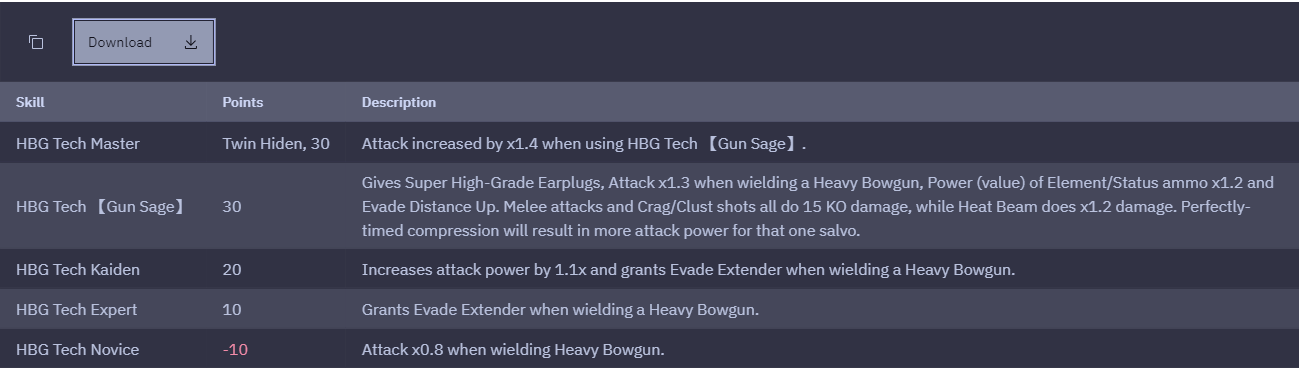 Download
Skill Points Description
HBG Tech Master Twin Hiden, 30 Attack increased by x1.4 when using HBG Tech 【Gun Sage】.
HBG Tech 【Gun Sage】 30 Gives Super High-Grade Earplugs, Attack x1.3 when wielding a Heavy Bowgun, Power (value) of Element/Status ammo x1.2 and
Evade Distance Up. Melee attacks and Crag/Clust shots all do 15 KO damage, while Heat Beam does x1.2 damage. Perfectly-
timed compression will result in more attack power for that one salvo.
HBG Tech Kaiden 20 Increases attack power by 1.1x and grants Evade Extender when wielding a Heavy Bowgun.
HBG Tech Expert 10 Grants Evade Extender when wielding a Heavy Bowgun.
HBG Tech Novice -10 Attack x0.8 when wielding Heavy Bowgun.